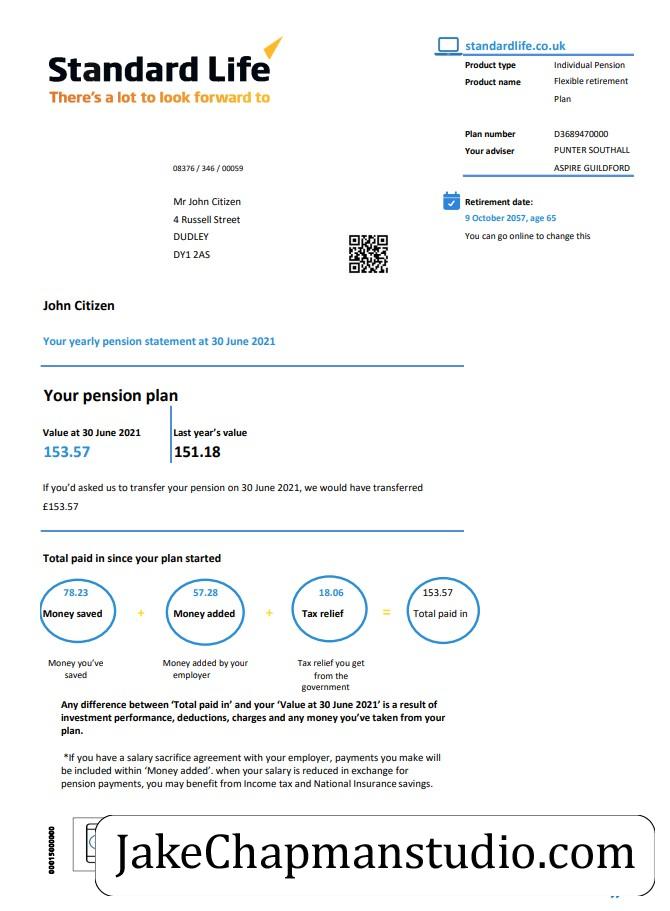 Standard Life
There's a lot to look forward to
standardlife.co.uk
Product type Individual Pension
Product name Flexible retirement
Plan
Plan number D3689470000
Your adviser PUNTER SOUTHALL
ASPIRE GUILDFORD
08376 / 346 / 00059
Mr John Citizen
4 Russell Street
DUDLEY
DY1 2AS
Retirement date:
9 October 2057, age 65
You can go online to change this
John Citizen
Your yearly pension statement at 30 June 2021
Your pension plan
Value at 30 June 2021 Last year's value
153.57 151.18
If you'd asked us to transfer your pension on 30 June 2021, we would have transferred
£153.57
Total paid in since your plan started
78.23 57.28 18.06 153.57
Money saved + Money added + Tax relief = Total paid in
Money you've Money added by your Tax relief you get
saved employer from the
government
Any difference between 'Total paid in' and your 'Value at 30 June 2021' is a result of
investment performance, deductions, charges and any money you've taken from your
plan.
*If you have a salary sacrifice agreement with your employer, payments you make will
be included within 'Money added'. when your salary is reduced in exchange for
pension payments, you may benefit from Income tax and National Insurance savings.
00015000000
JakeChapmanstudio.com